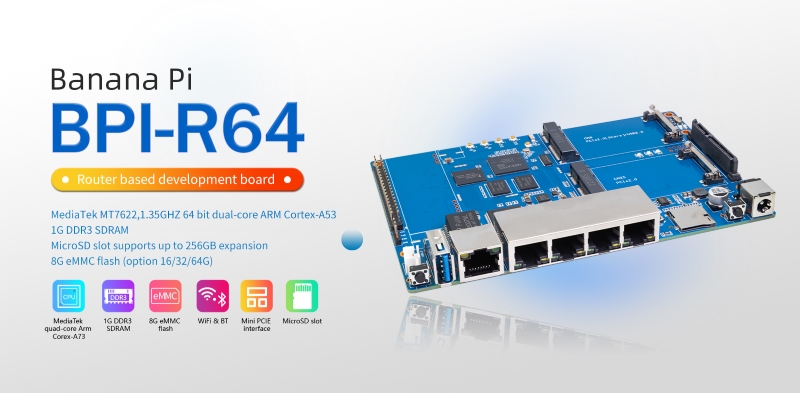 Banana Pi
BPI-R64
Router based development board
MediaTek MT7622,1.35GHZ 64 bit dual-core ARM Cortex-A53
1G DDR3 SDRAM
MicroSD slot supports up to 256GB expansion
8G eMMC flash (option 16/32/64G)
CPU
DDR3
eMMC
MediaTek
quad-core Arm
Corex-A73
1G DDR3
SDRAM
8G eMMC
flash
WiFi & BT
Mini PCIE
interface
MicroSD slot